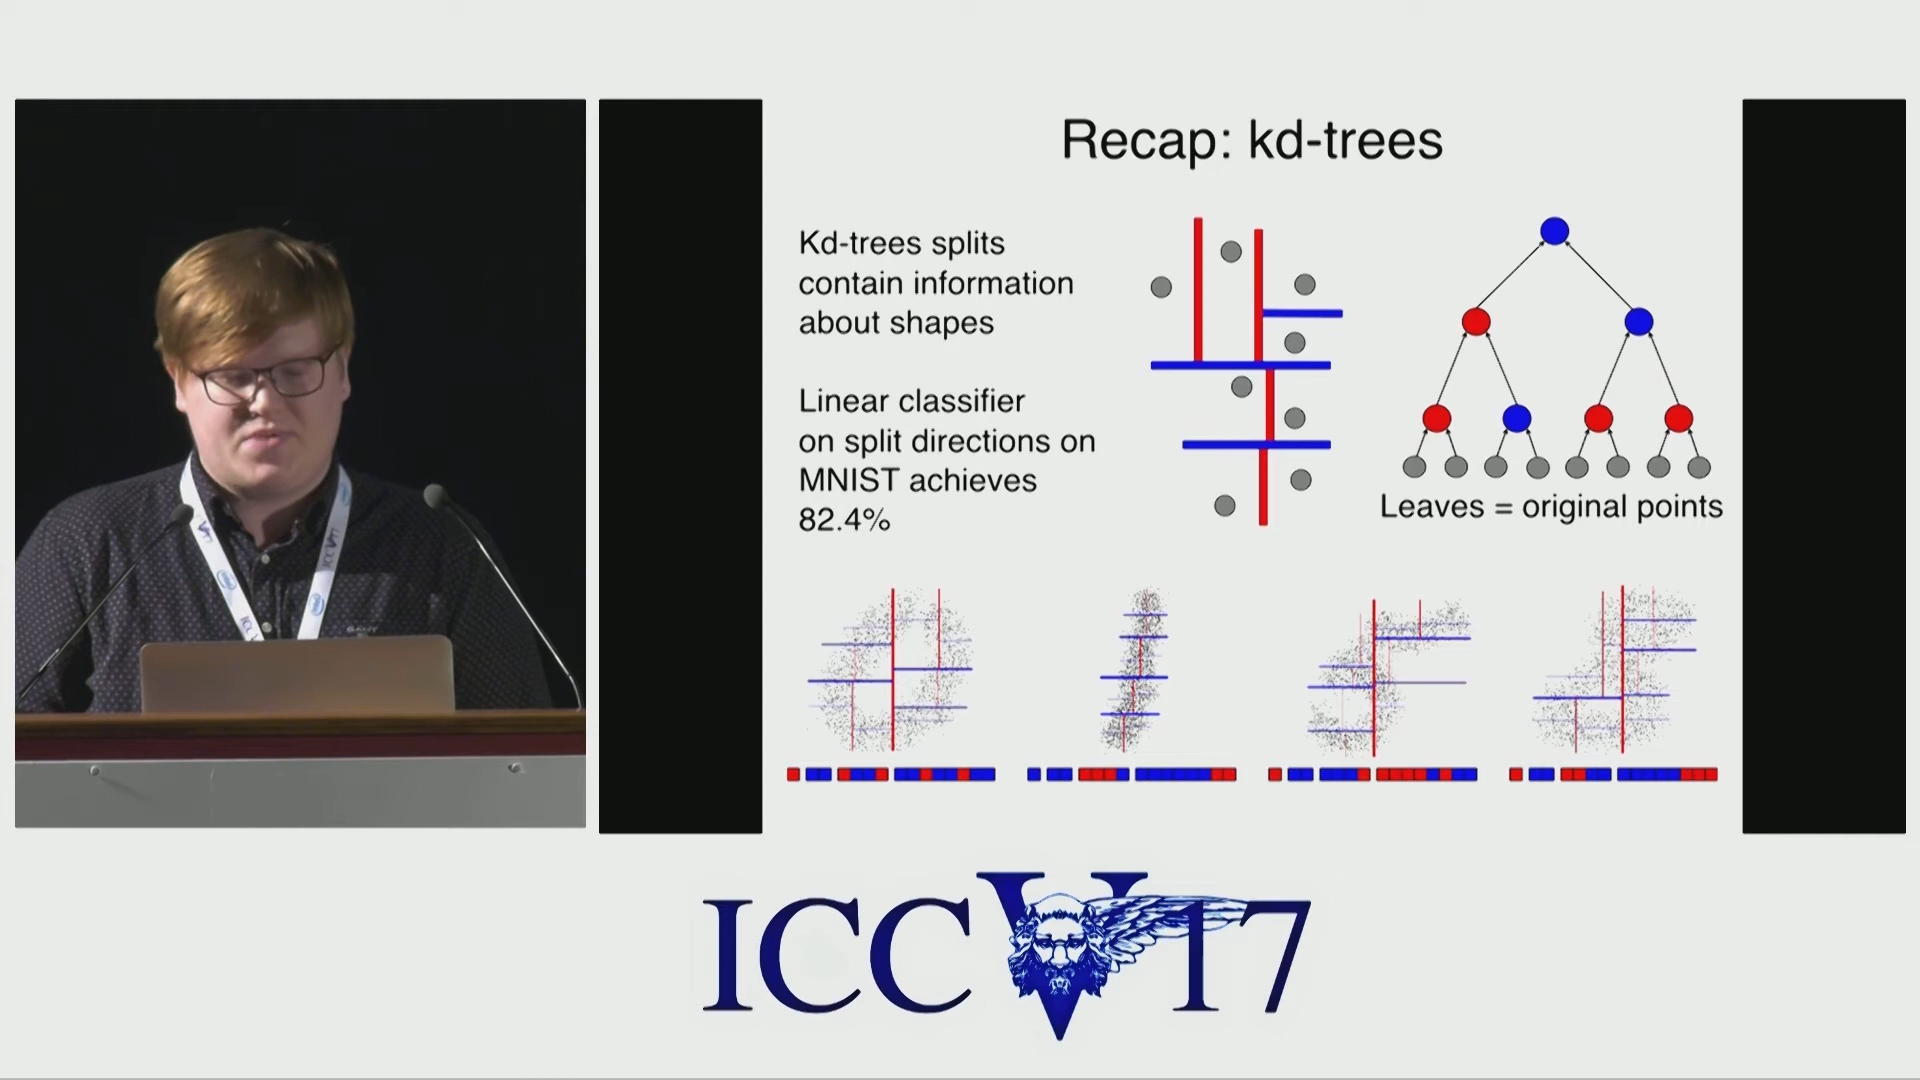 Recap: kd-trees
Kd-trees splits
contain information
about shapes
Linear classifier
on split directions on
MNIST achieves
82.4%
Leaves = original points
ICCV17